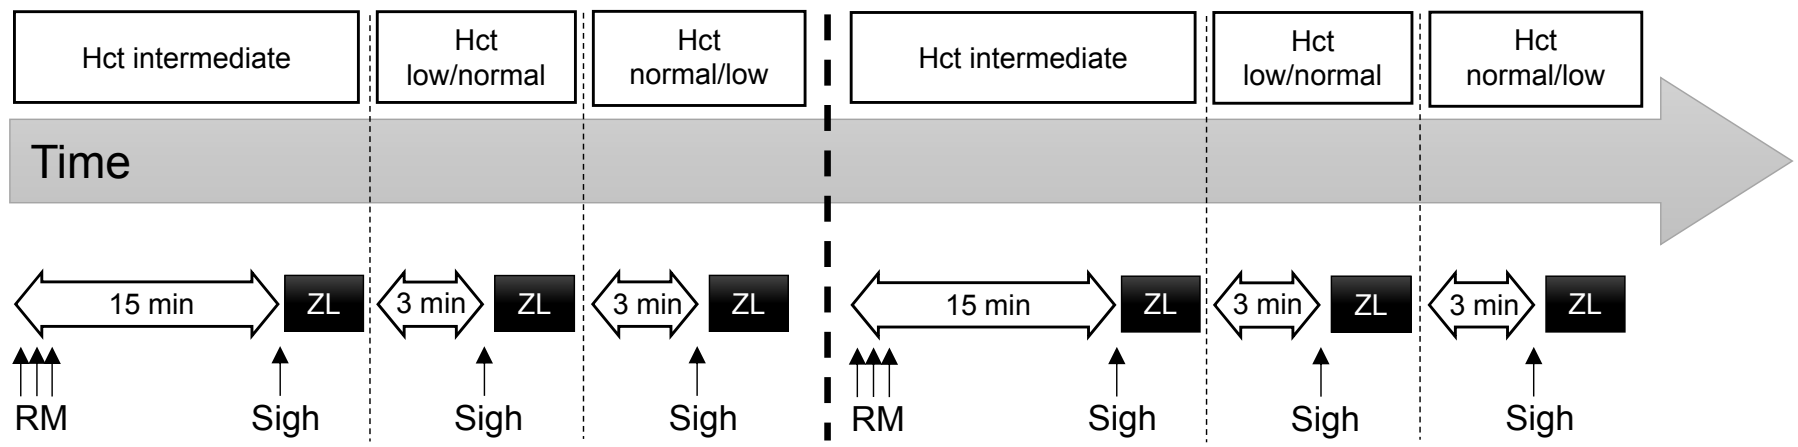 Hct intermediate
Hct
low/normal
Hct
normal/low
Hct intermediate
Hct
low/normal
Hct
normal/low
Time
15 min
ZL
3 min
ZL
3 min
ZL
15 min
ZL
3 min
ZL
3 min
ZL
RM
Sigh
Sigh
Sigh
RM
Sigh
Sigh
Sigh